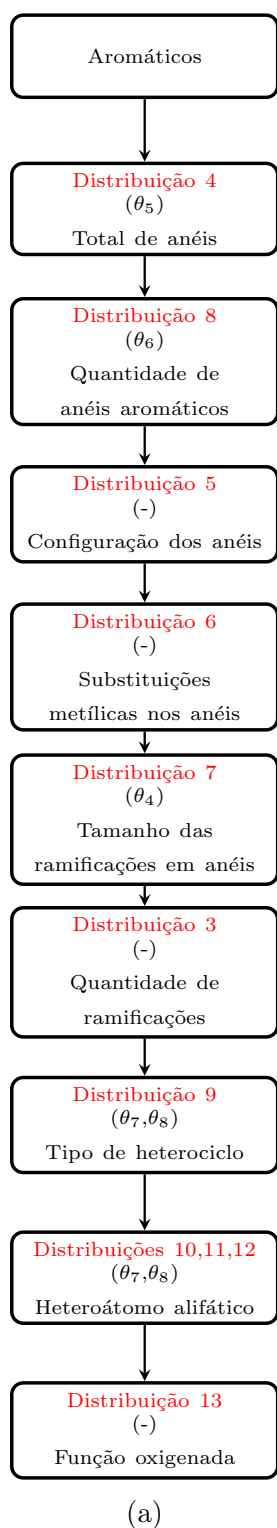 Aromáticos
Distribuição 4
(θ₅)
Total de anéis
Distribuição 8
(θ₆)
Quantidade de
anéis aromáticos
Distribuição 5
(-)
Configuração dos anéis
Distribuição 6
(-)
Substituições
metílicas nos anéis
Distribuição 7
(θ₄)
Tamanho das
ramificações em anéis
Distribuição 3
(-)
Quantidade de
ramificações
Distribuição 9
(θ₇,θ₈)
Tipo de heterociclo
Distribuições 10,11,12
(θ₇,θ₈)
Heteroátomo alifático
Distribuição 13
(-)
Função oxigenada
(a)